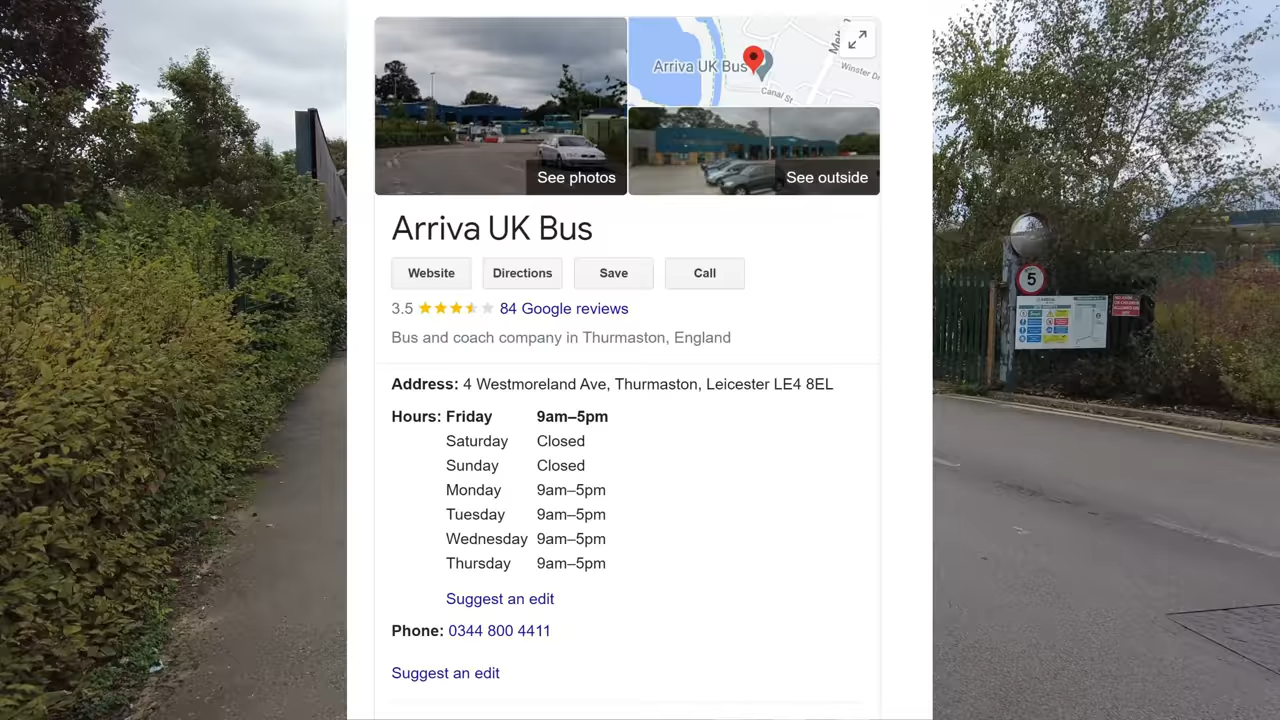 Arriva UK Bus
Canal St
Winster Dr
See photos
See outside
Arriva UK Bus
Website
Directions
Save
Call
3.5
84 Google reviews
Bus and coach company in Thurmaston, England
Address: 4 Westmoreland Ave, Thurmaston, Leicester LE4 8EL
Hours: Friday 9am–5pm
Saturday Closed
Sunday Closed
Monday 9am–5pm
Tuesday 9am–5pm
Wednesday 9am–5pm
Thursday 9am–5pm
Suggest an edit
Phone: 0344 800 4411
Suggest an edit
5